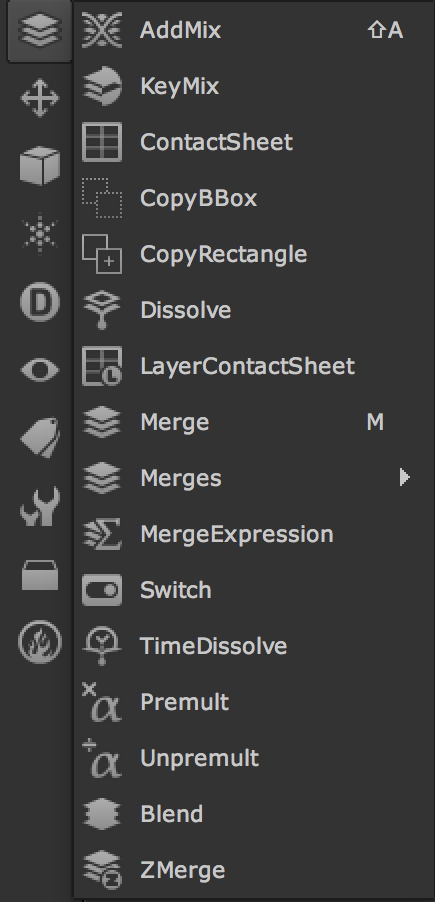 AddMix ⇧A
KeyMix
ContactSheet
CopyBBox
CopyRectangle
Dissolve
LayerContactSheet
Merge M
Merges
MergeExpression
Switch
TimeDissolve
Premult
Unpremult
Blend
ZMerge